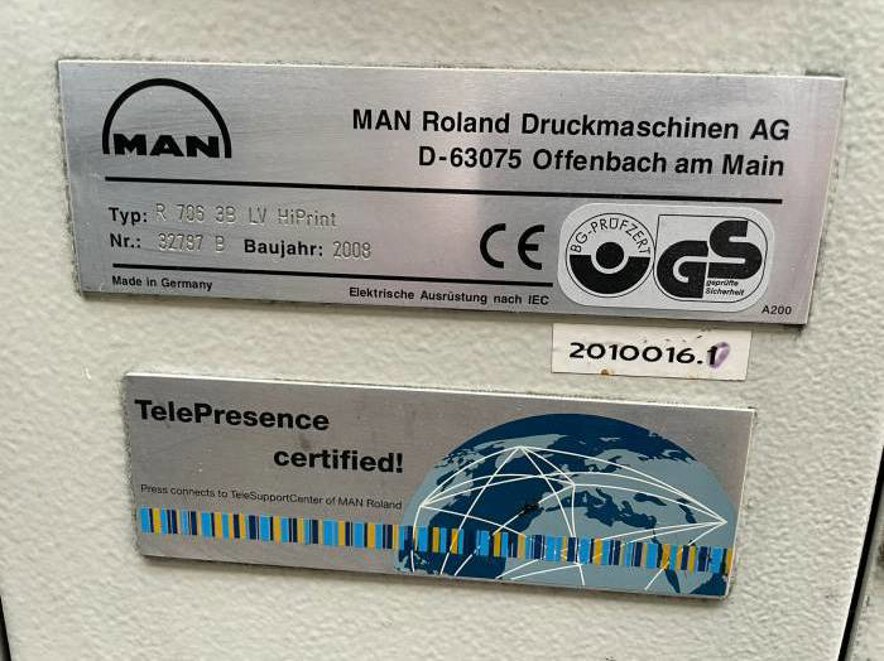 MAN
MAN Roland Druckmaschinen AG
D-63075 Offenbach am Main
Typ: R 706 3B LV HiPrint
Nr.: 32797 B Baujahr: 2008
CE
BG-PRÜFZERT
GS
geprüfte
Sicherheit
Made in Germany
Elektrische Ausrüstung nach IEC
A200
2010016.1
TelePresence
certified!
Press connects to TeleSupportCenter of MAN Roland